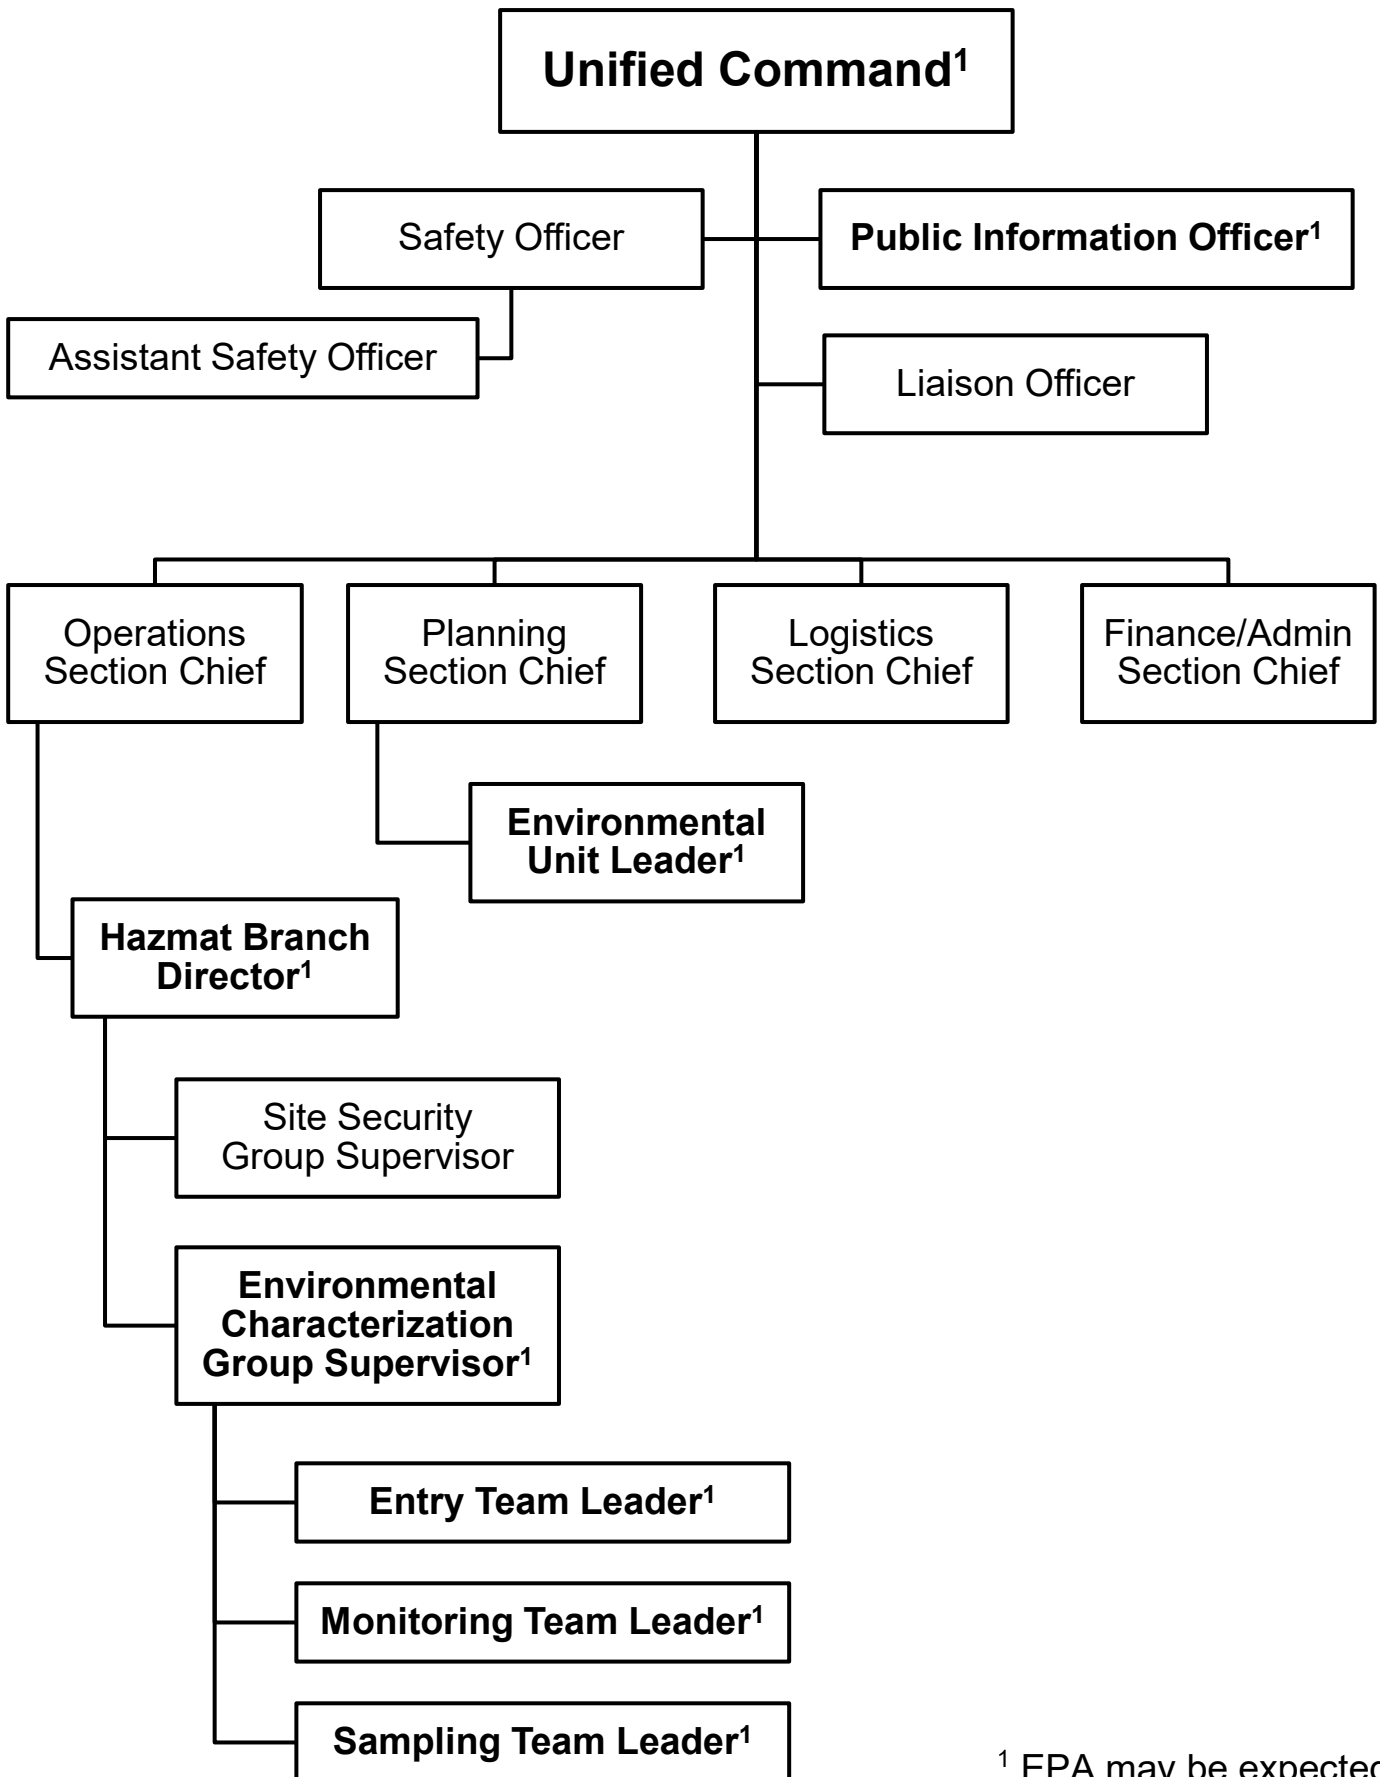 Unified Command¹
Safety Officer
Public Information Officer¹
Assistant Safety Officer
Liaison Officer
Operations
Section Chief
Planning
Section Chief
Logistics
Section Chief
Finance/Admin
Section Chief
Environmental
Unit Leader¹
Hazmat Branch
Director¹
Site Security
Group Supervisor
Environmental
Characterization
Group Supervisor¹
Entry Team Leader¹
Monitoring Team Leader¹
Sampling Team Leader¹
¹ EPA may be expected